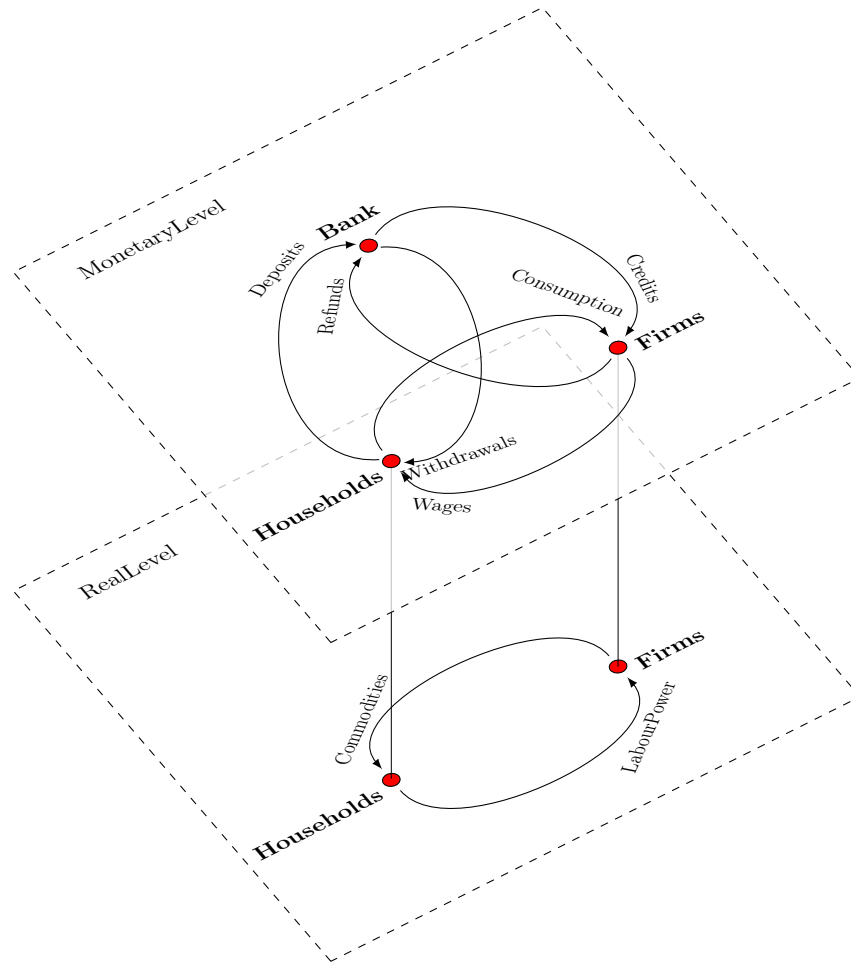 MonetaryLevel
Bank
Deposits
Refunds
Consumption
Credits
Firms
Households
Withdrawals
Wages
RealLevel
Firms
Commodities
LabourPower
Households